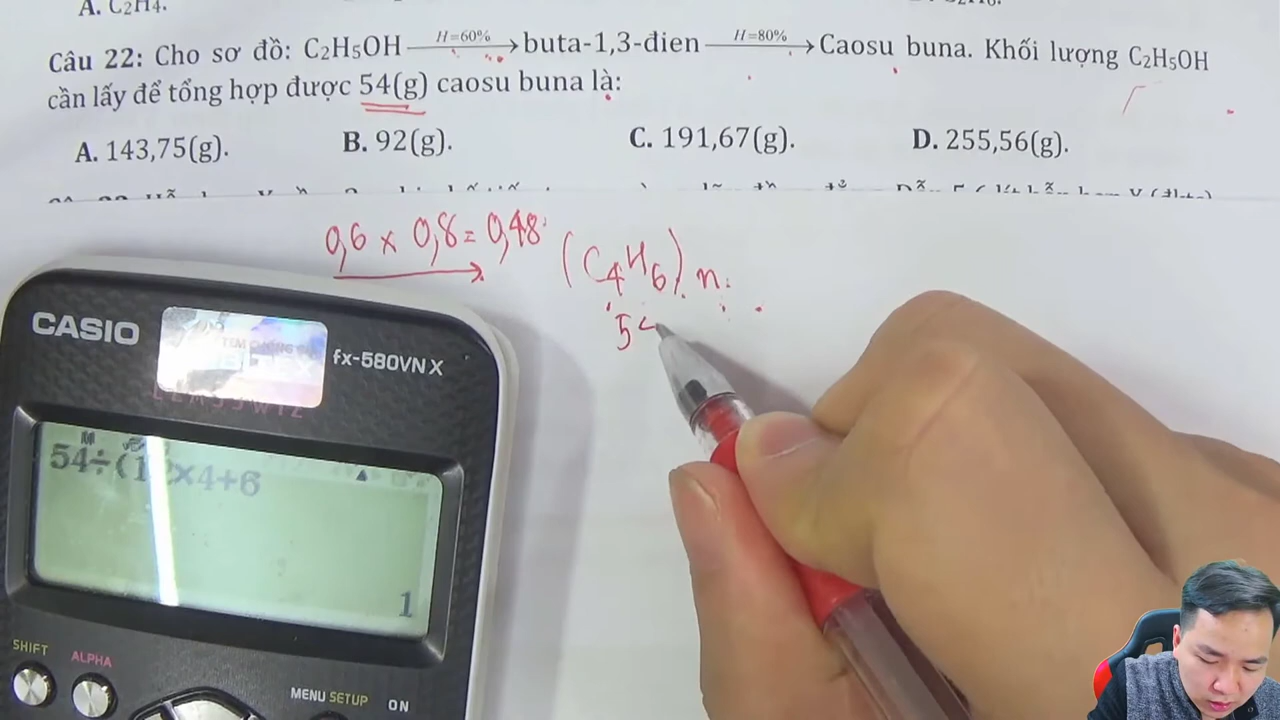 A. C₂H₄.
Câu 22: Cho sơ đồ: C₂H₅OH —H=60%→ buta-1,3-đien —H=80%→ Caosu buna. Khối lượng C₂H₅OH
cần lấy để tổng hợp được 54(g) caosu buna là:
A. 143,75(g). B. 92(g). C. 191,67(g). D. 255,56(g).
0,6 x 0,8 = 0,48
(C₄H₆)n
54
CASIO
fx-580VN X
CLASSWIZ
54÷(12×4+6
1
SHIFT
ALPHA
MENU SETUP
ON